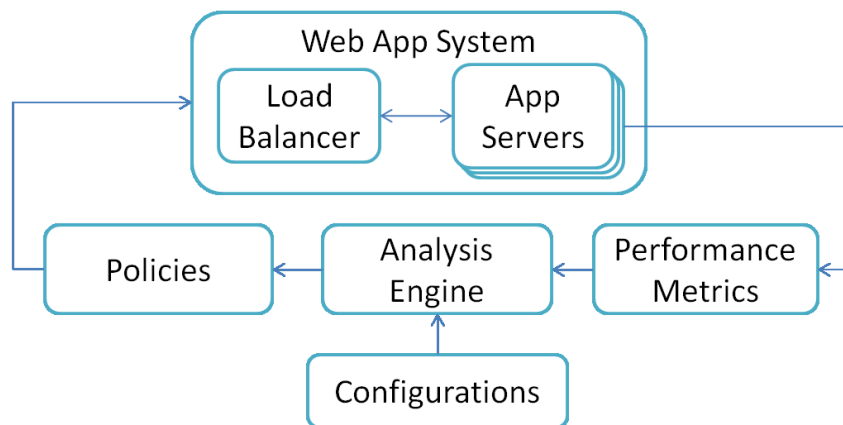 Web App System
Load
Balancer
App
Servers
Policies
Analysis
Engine
Performance
Metrics
Configurations